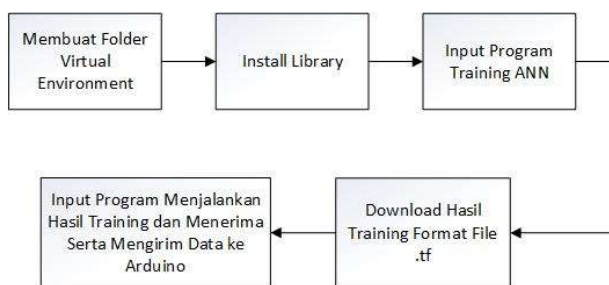 Membuat Folder
Virtual
Environment
Install Library
Input Program
Training ANN
Download Hasil
Training Format File
.tf
Input Program Menjalankan
Hasil Training dan Menerima
Serta Mengirim Data ke
Arduino